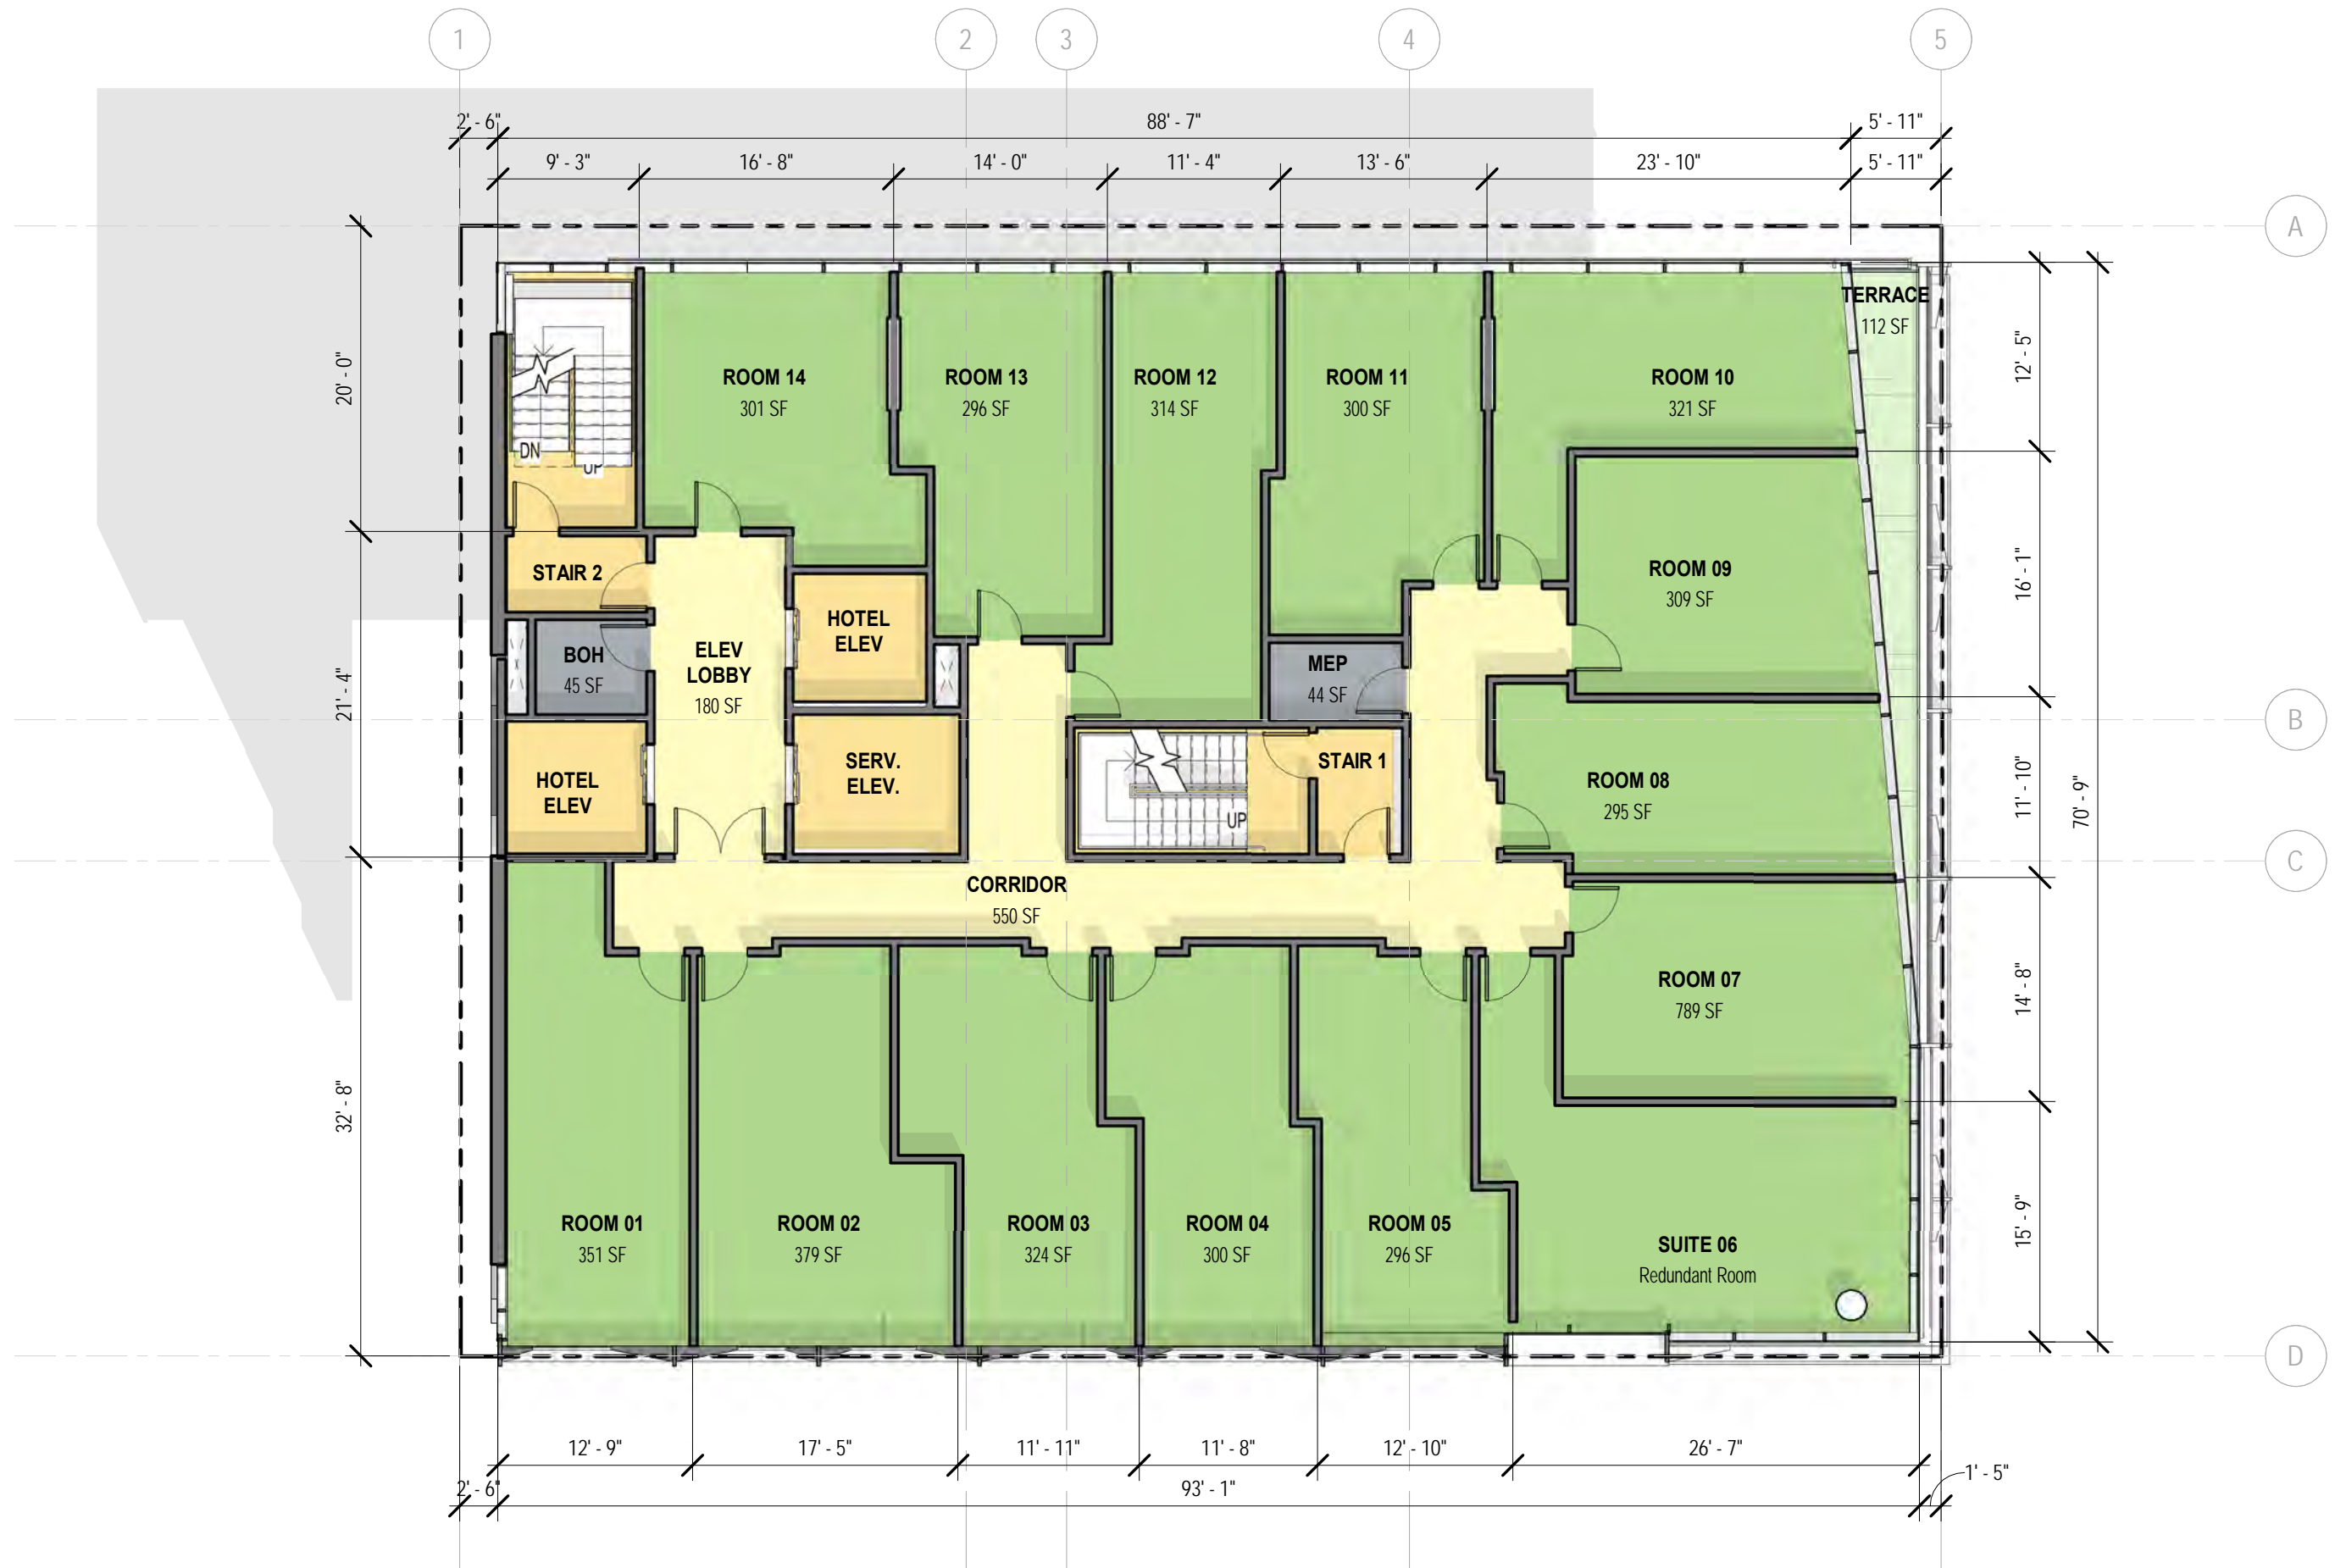 1
2
3
4
5
2' - 6"
88' - 7"
5' - 11"
9' - 3"
16' - 8"
14' - 0"
11' - 4"
13' - 6"
23' - 10"
5' - 11"
A
TERRACE
112 SF
20' - 0"
12' - 5"
ROOM 14
301 SF
ROOM 13
296 SF
ROOM 12
314 SF
ROOM 11
300 SF
ROOM 10
321 SF
DN
UP
STAIR 2
ROOM 09
309 SF
16' - 1"
HOTEL
ELEV
BOH
45 SF
ELEV
LOBBY
180 SF
MEP
44 SF
21' - 4"
B
HOTEL
ELEV
SERV.
ELEV.
STAIR 1
UP
ROOM 08
295 SF
11' - 10"
70' - 9"
C
CORRIDOR
550 SF
ROOM 07
789 SF
14' - 8"
32' - 8"
ROOM 01
351 SF
ROOM 02
379 SF
ROOM 03
324 SF
ROOM 04
300 SF
ROOM 05
296 SF
SUITE 06
Redundant Room
15' - 9"
D
12' - 9"
17' - 5"
11' - 11"
11' - 8"
12' - 10"
26' - 7"
2' - 6"
93' - 1"
1' - 5"